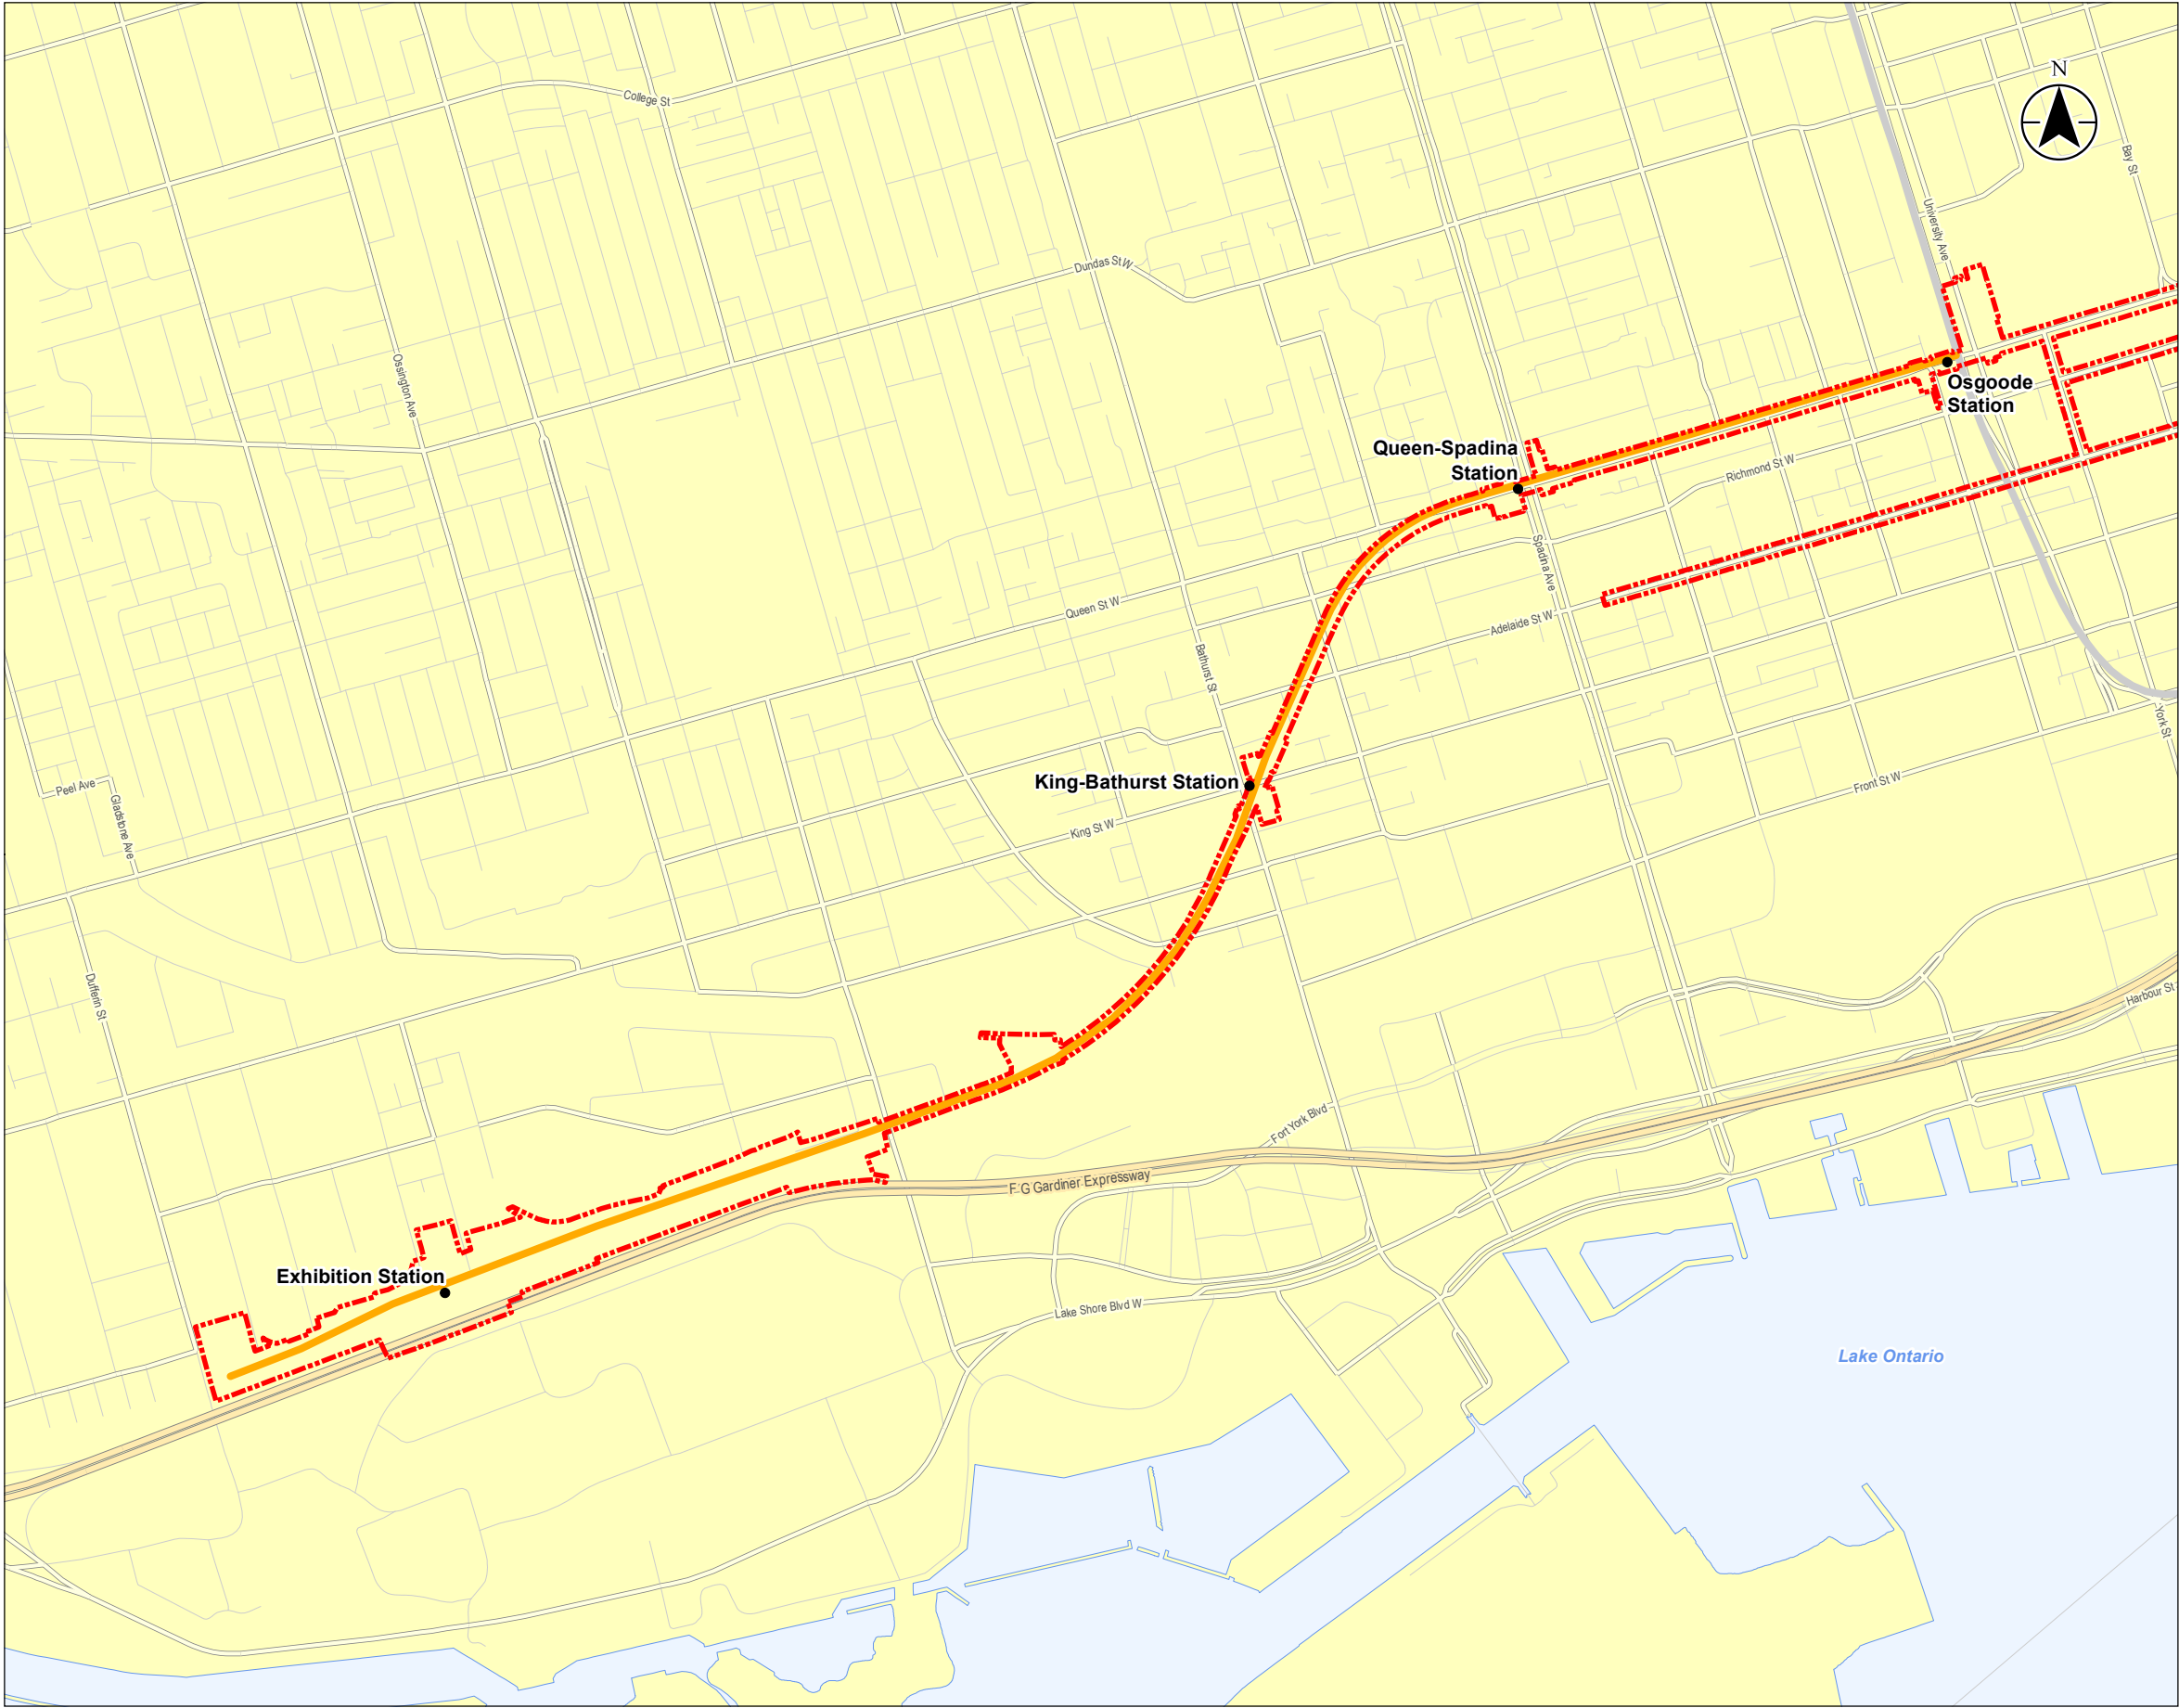 N
College St
Bay St
University Ave
Dundas St W
Ossington Ave
Osgoode
Station
Queen-Spadina
Station
Richmond St W
Spadina Ave
Queen St W
Adelaide St W
Bathurst St
York St
King-Bathurst Station
Peel Ave
Gladstone Ave
Front St W
King St W
Dufferin St
Harbour St
Fort York Blvd
F G Gardiner Expressway
Exhibition Station
Lake Shore Blvd W
Lake Ontario